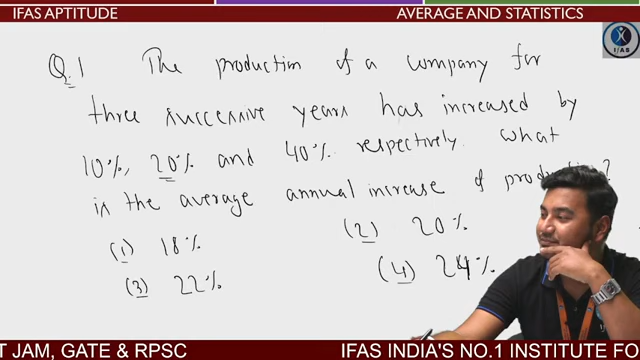 IFAS APTITUDE
AVERAGE AND STATISTICS
IFAS
Q.1 The production of a company for
three successive years has increased by
10%, 20% and 40% respectively. What
is the average annual increase of production?
(1) 18%
(2) 20%
(3) 22%
(4) 24%
T JAM, GATE & RPSC
IFAS INDIA'S NO.1 INSTITUTE FO